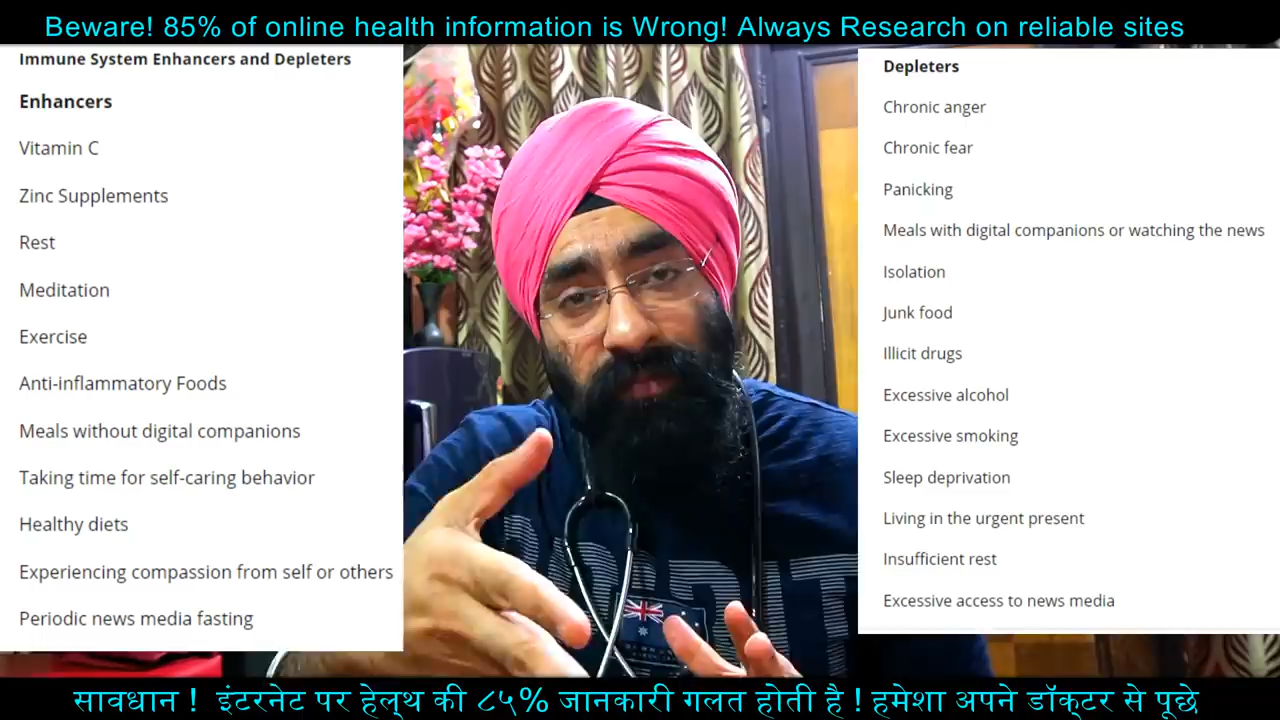 Beware! 85% of online health information is Wrong! Always Research on reliable sites
Immune System Enhancers and Depleters
Enhancers
Vitamin C
Zinc Supplements
Rest
Meditation
Exercise
Anti-inflammatory Foods
Meals without digital companions
Taking time for self-caring behavior
Healthy diets
Experiencing compassion from self or others
Periodic news media fasting
Depleters
Chronic anger
Chronic fear
Panicking
Meals with digital companions or watching the news
Isolation
Junk food
Illicit drugs
Excessive alcohol
Excessive smoking
Sleep deprivation
Living in the urgent present
Insufficient rest
Excessive access to news media
सावधान ! इंटरनेट पर हेल्थ की ८५% जानकारी गलत होती है ! हमेशा अपने डॉक्टर से पूछे